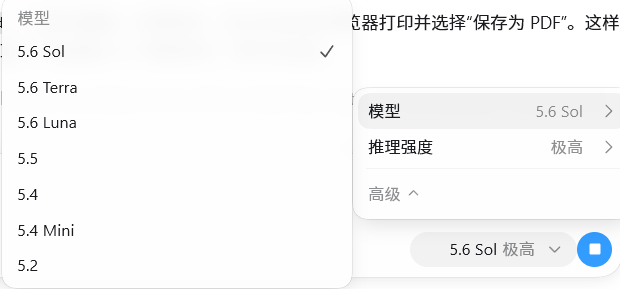 模型
5.6 Sol
5.6 Terra
5.6 Luna
5.5
5.4
5.4 Mini
5.2
览器打印并选择“保存为 PDF”。这样
模型 5.6 Sol
推理强度 极高
高级
5.6 Sol 极高